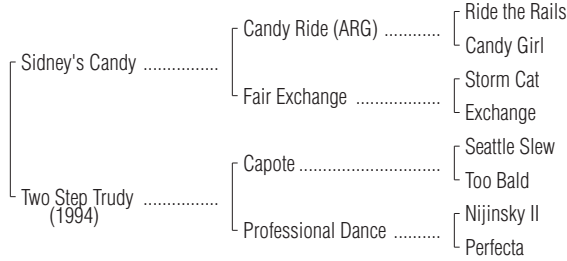 Ride the Rails
Candy Ride (ARG) ............
Candy Girl
Sidney's Candy ................
Storm Cat
Fair Exchange ..................
Exchange
Seattle Slew
Capote ..............................
Too Bald
Two Step Trudy ................
(1994)
Nijinsky II
Professional Dance ..........
Perfecta